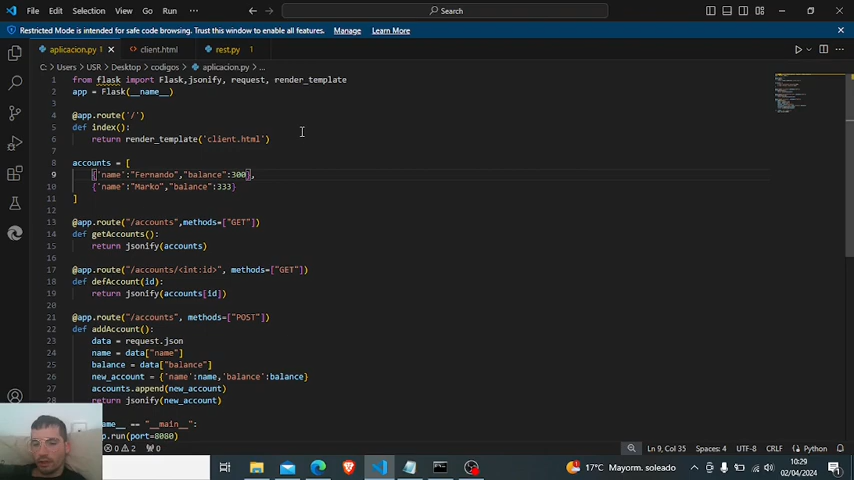 File Edit Selection View Go Run ··· Search
Restricted Mode is intended for safe code browsing. Trust this window to enable all features. Manage Learn More
aplicacion.py 1 client.html rest.py 1
C: > Users > USR > Desktop > codigos > aplicacion.py > ...
1 from flask import Flask,jsonify, request, render_template
2 app = Flask(__name__)
3
4 @app.route('/')
5 def index():
6 return render_template('client.html')
7
8 accounts = [
9 {'name':"Fernando","balance":300},
10 {'name':"Marko","balance":333}
11 ]
12
13 @app.route("/accounts",methods=["GET"])
14 def getAccounts():
15 return jsonify(accounts)
16
17 @app.route("/accounts/<int:id>", methods=["GET"])
18 def defAccount(id):
19 return jsonify(accounts[id])
20
21 @app.route("/accounts", methods=["POST"])
22 def addAccount():
23 data = request.json
24 name = data["name"]
25 balance = data["balance"]
26 new_account = {'name':name,'balance':balance}
27 accounts.append(new_account)
28 return jsonify(new_account)
__name__ == "__main__":
p.run(port=8080)
0 2 0 Ln 9, Col 35 Spaces: 4 UTF-8 CRLF Python
17°C Mayorm. soleado 10:29
02/04/2024